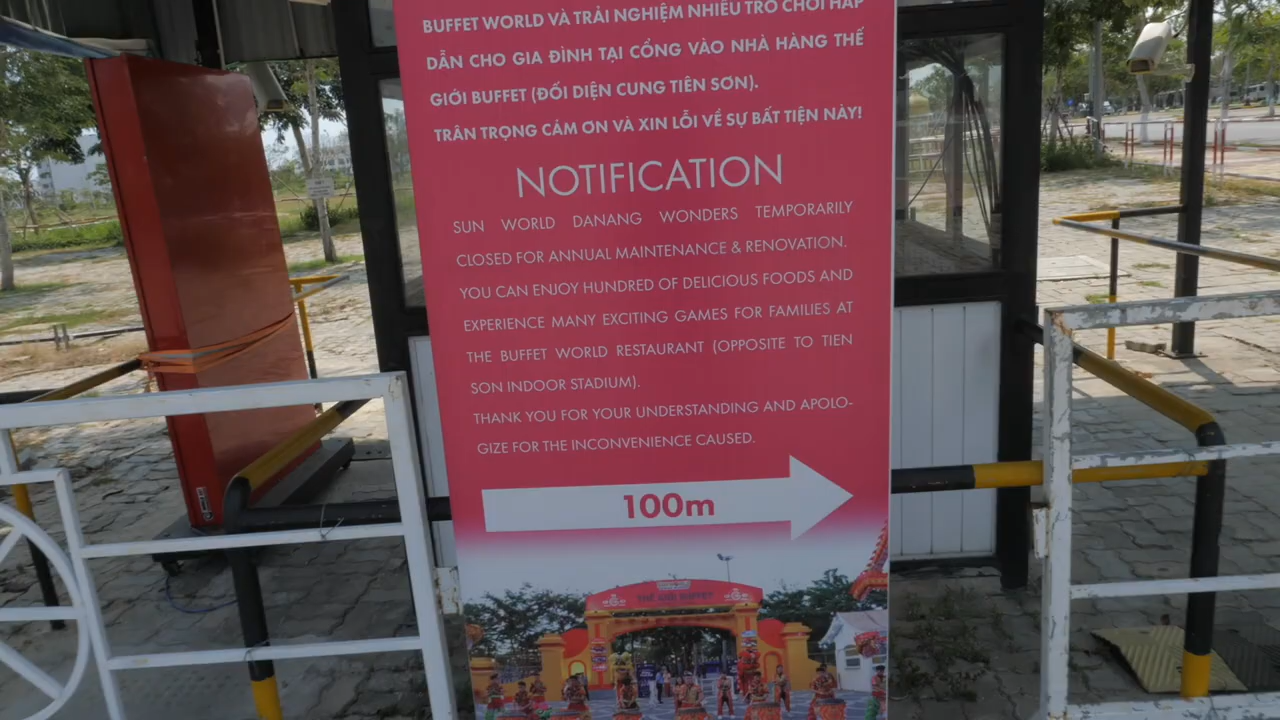 BUFFET WORLD VÀ TRẢI NGHIỆM NHIỀU TRÒ CHƠI HẤP
DẪN CHO GIA ĐÌNH TẠI CỔNG VÀO NHÀ HÀNG THẾ
GIỚI BUFFET (ĐỐI DIỆN CUNG TIÊN SƠN).
TRÂN TRỌNG CẢM ƠN VÀ XIN LỖI VỀ SỰ BẤT TIỆN NÀY!
NOTIFICATION
SUN WORLD DANANG WONDERS TEMPORARILY
CLOSED FOR ANNUAL MAINTENANCE & RENOVATION.
YOU CAN ENJOY HUNDRED OF DELICIOUS FOODS AND
EXPERIENCE MANY EXCITING GAMES FOR FAMILIES AT
THE BUFFET WORLD RESTAURANT (OPPOSITE TO TIEN
SON INDOOR STADIUM).
THANK YOU FOR YOUR UNDERSTANDING AND APOLO-
GIZE FOR THE INCONVENIENCE CAUSED.
100m
THẾ GIỚI BUFFET